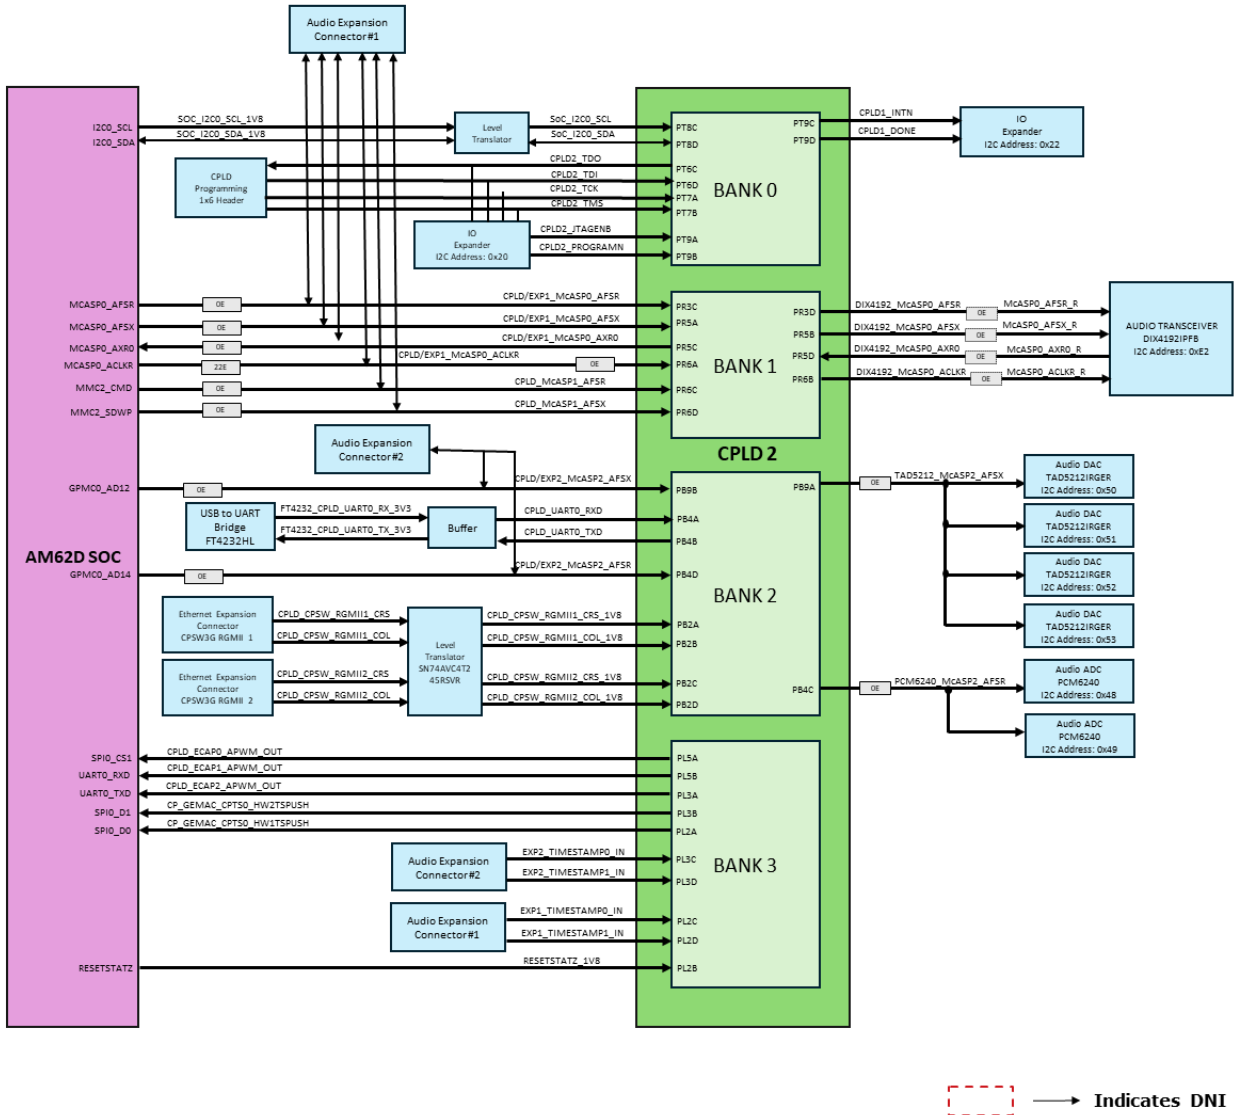 Audio Expansion
Connector#1
AM62D SOC
I2C0_SCL
I2C0_SDA
SOC_I2C0_SCL_1V8
SOC_I2C0_SDA_1V8
Level
Translator
SoC_I2C0_SCL
SoC_I2C0_SDA
CPLD
Programming
1x6 Header
CPLD2_TDO
CPLD2_TDI
CPLD2_TCK
CPLD2_TMS
IO
Expander
I2C Address: 0x20
CPLD2_JTAGENB
CPLD2_PROGRAMN
CPLD 2
BANK 0
PT8C
PT8D
PT6C
PT6D
PT7A
PT7B
PT9A
PT9B
PT9C
PT9D
CPLD1_INTN
CPLD1_DONE
IO
Expander
I2C Address: 0x22
MCASP0_AFSR
MCASP0_AFSX
MCASP0_AXR0
MCASP0_ACLKR
MMC2_CMD
MMC2_SDWP
OE
OE
OE
22E
OE
OE
CPLD/EXP1_McASP0_AFSR
CPLD/EXP1_McASP0_AFSX
CPLD/EXP1_McASP0_AXR0
CPLD/EXP1_McASP0_ACLKR
OE
CPLD_McASP1_AFSR
CPLD_McASP1_AFSX
BANK 1
PR3C
PR5A
PR5C
PR6A
PR6C
PR6D
PR3D
PR5B
PR5D
PR6B
DIX4192_McASP0_AFSR
OE
McASP0_AFSR_R
DIX4192_McASP0_AFSX
OE
McASP0_AFSX_R
DIX4192_McASP0_AXR0
OE
McASP0_AXR0_R
DIX4192_McASP0_ACLKR
OE
McASP0_ACLKR_R
AUDIO TRANSCEIVER
DIX4192IPFB
I2C Address: 0xE2
Audio Expansion
Connector#2
GPMC0_AD12
OE
CPLD/EXP2_McASP2_AFSX
USB to UART
Bridge
FT4232HL
FT4232_CPLD_UART0_RX_3V3
FT4232_CPLD_UART0_TX_3V3
Buffer
CPLD_UART0_RXD
CPLD_UART0_TXD
GPMC0_AD14
OE
CPLD/EXP2_McASP2_AFSR
Ethernet Expansion
Connector
CPSW3G RGMII 1
CPLD_CPSW_RGMII1_CRS
CPLD_CPSW_RGMII1_COL
Ethernet Expansion
Connector
CPSW3G RGMII 2
CPLD_CPSW_RGMII2_CRS
CPLD_CPSW_RGMII2_COL
Level
Translator
SN74AVC4T2
45RSVR
CPLD_CPSW_RGMII1_CRS_1V8
CPLD_CPSW_RGMII1_COL_1V8
CPLD_CPSW_RGMII2_CRS_1V8
CPLD_CPSW_RGMII2_COL_1V8
BANK 2
PB9B
PB4A
PB4B
PB4D
PB2A
PB2B
PB2C
PB2D
PB9A
PB4C
OE
TAD5212_McASP2_AFSX
Audio DAC
TAD5212IRGER
I2C Address: 0x50
Audio DAC
TAD5212IRGER
I2C Address: 0x51
Audio DAC
TAD5212IRGER
I2C Address: 0x52
Audio DAC
TAD5212IRGER
I2C Address: 0x53
OE
PCM6240_McASP2_AFSR
Audio ADC
PCM6240
I2C Address: 0x48
Audio ADC
PCM6240
I2C Address: 0x49
SPI0_CS1
UART0_RXD
UART0_TXD
SPI0_D1
SPI0_D0
CPLD_ECAP0_APWM_OUT
CPLD_ECAP1_APWM_OUT
CPLD_ECAP2_APWM_OUT
CP_GEMAC_CPTS0_HW2TSPUSH
CP_GEMAC_CPTS0_HW1TSPUSH
Audio Expansion
Connector#2
EXP2_TIMESTAMP0_IN
EXP2_TIMESTAMP1_IN
Audio Expansion
Connector#1
EXP1_TIMESTAMP0_IN
EXP1_TIMESTAMP1_IN
RESETSTATZ
RESETSTATZ_1V8
BANK 3
PL5A
PL5B
PL3A
PL3B
PL2A
PL3C
PL3D
PL2C
PL2D
PL2B
Indicates DNI